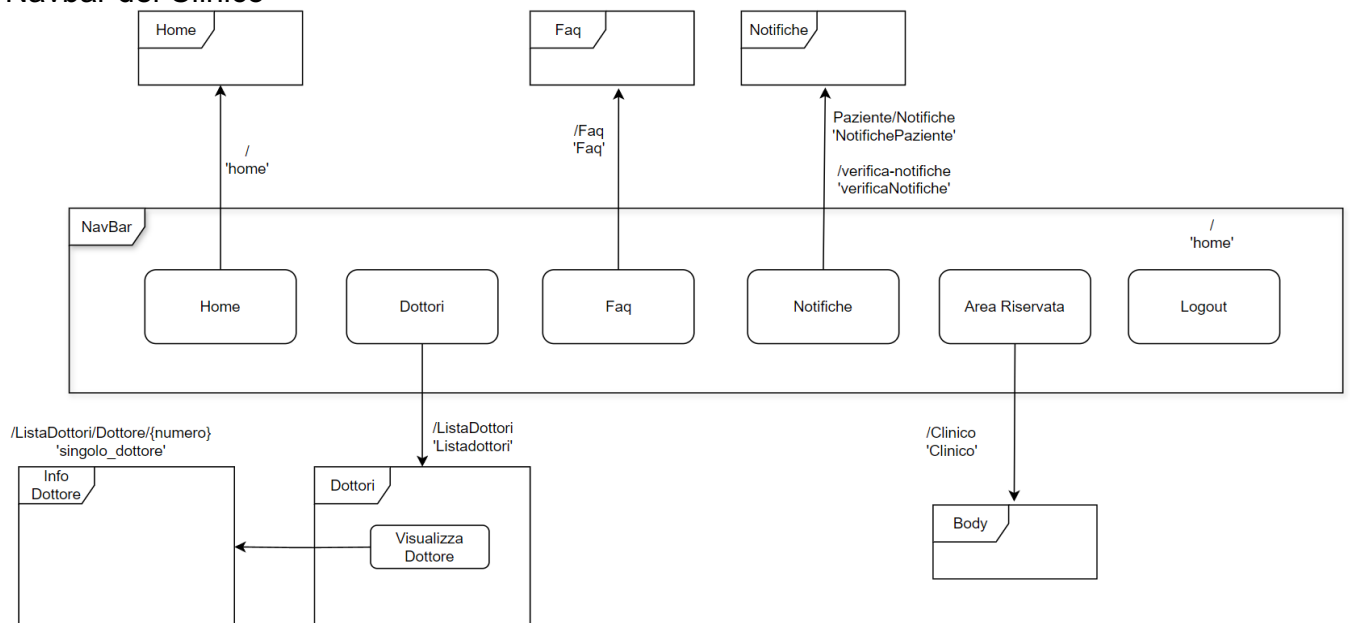 Navbar del Clinico
Home
Faq
Notifiche
/
'home'
/Faq
'Faq'
Paziente/Notifiche
'NotifichePaziente'
/verifica-notifiche
'verificaNotifiche'
NavBar
/
'home'
Home
Dottori
Faq
Notifiche
Area Riservata
Logout
/ListaDottori/Dottore/{numero}
'singolo_dottore'
/ListaDottori
'Listadottori'
/Clinico
'Clinico'
Info
Dottore
Dottori
Visualizza
Dottore
Body